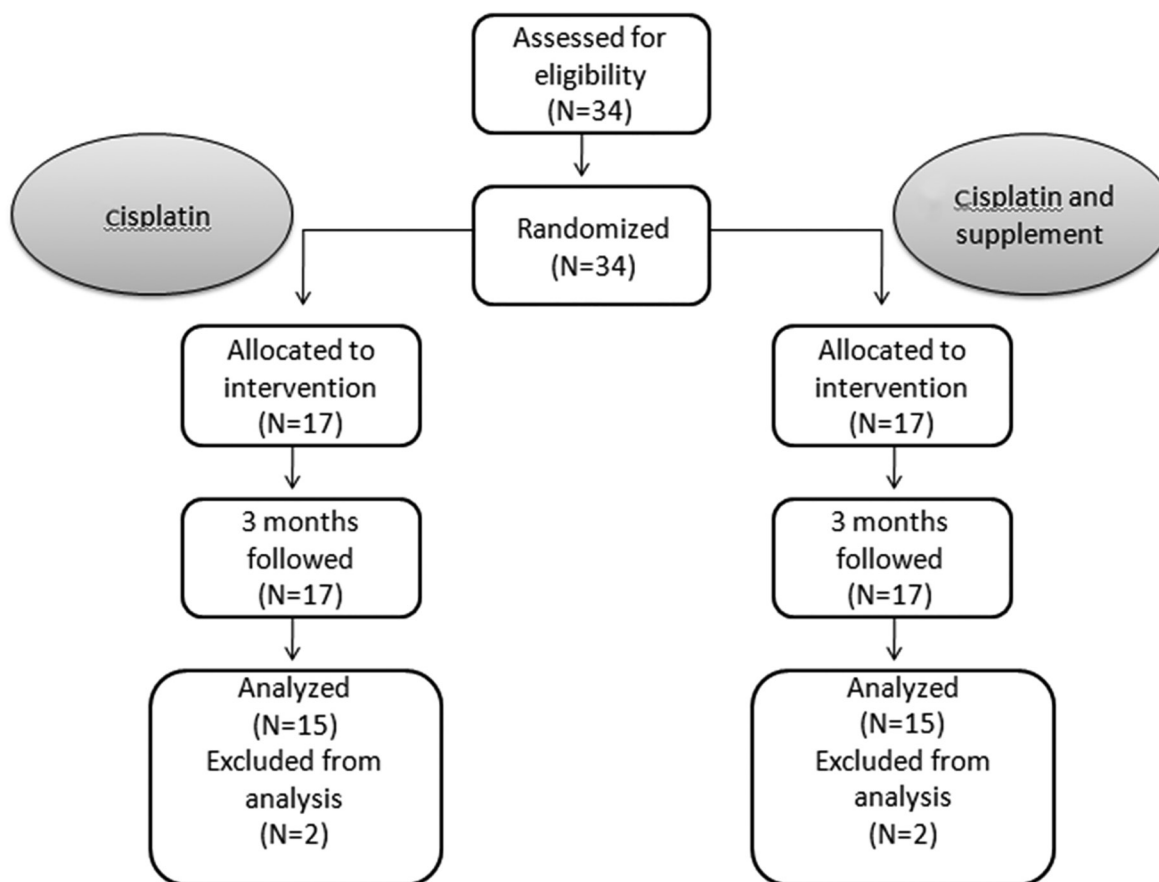 Assessed for
eligibility
(N=34)
cisplatin
Cisplatin and
supplement
Randomized
(N=34)
Allocated to
intervention
(N=17)
Allocated to
intervention
(N=17)
3 months
followed
(N=17)
3 months
followed
(N=17)
Analyzed
(N=15)
Excluded from
analysis
(N=2)
Analyzed
(N=15)
Excluded from
analysis
(N=2)